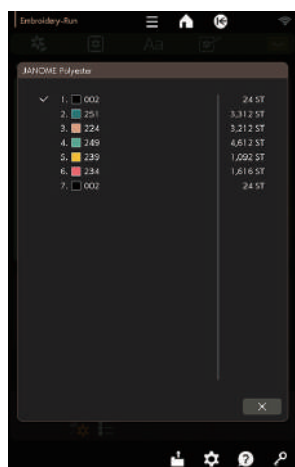 Embroidery-Run
Aa
JANOME Polyester
✓ 1. 002 24 ST
2. 251 3,312 ST
3. 224 3,212 ST
4. 249 4,612 ST
5. 239 1,092 ST
6. 234 1,616 ST
7. 002 24 ST